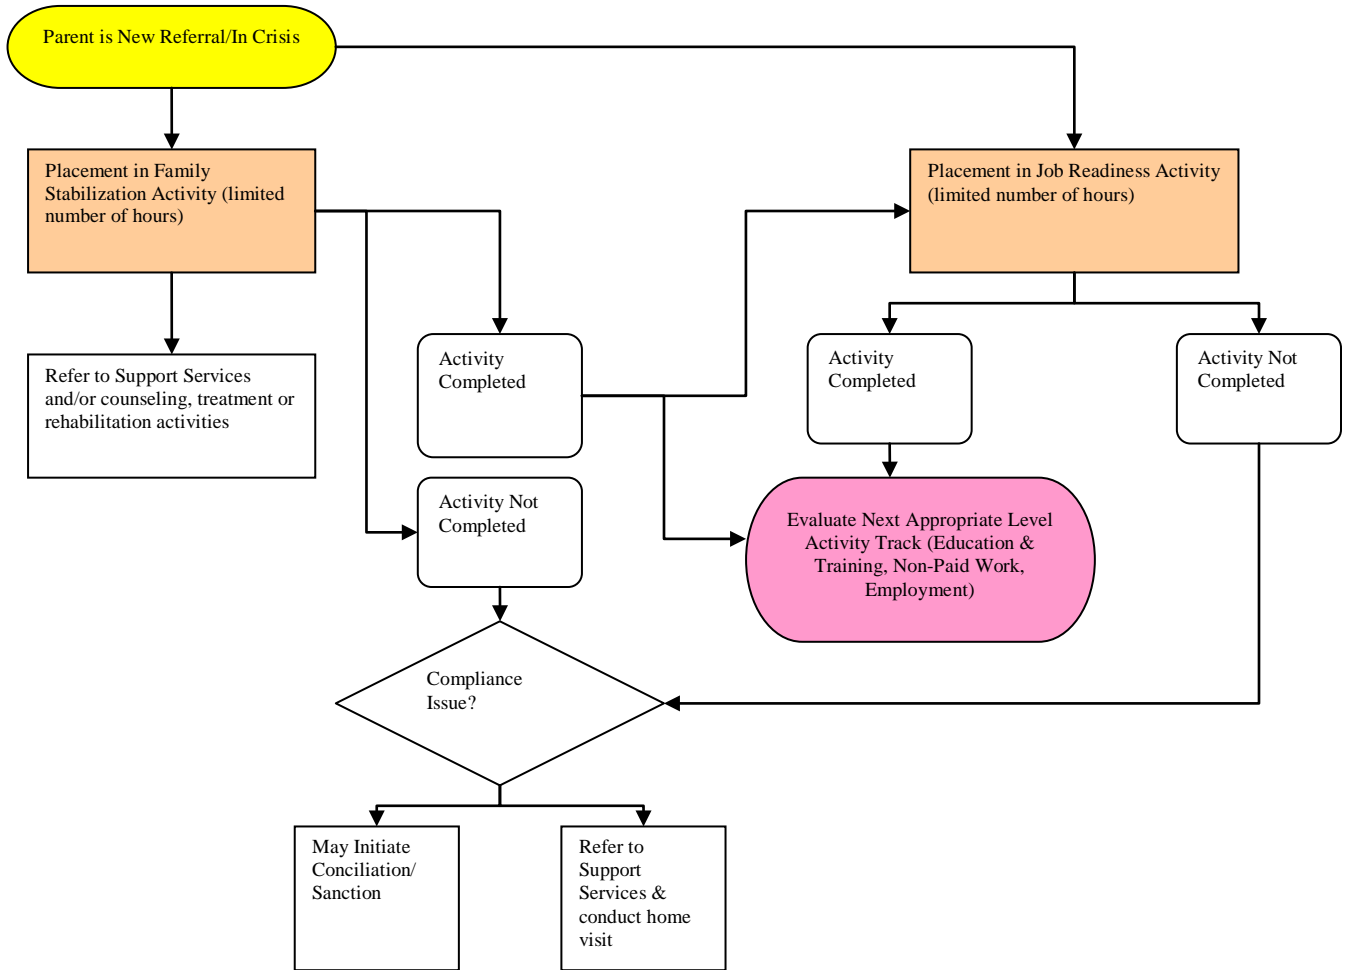 Parent is New Referral/In Crisis
Placement in Family
Stabilization Activity (limited
number of hours)
Placement in Job Readiness Activity
(limited number of hours)
Refer to Support Services
and/or counseling, treatment or
rehabilitation activities
Activity
Completed
Activity
Completed
Activity Not
Completed
Activity Not
Completed
Evaluate Next Appropriate Level
Activity Track (Education &
Training, Non-Paid Work,
Employment)
Compliance
Issue?
May Initiate
Conciliation/
Sanction
Refer to
Support
Services &
conduct home
visit